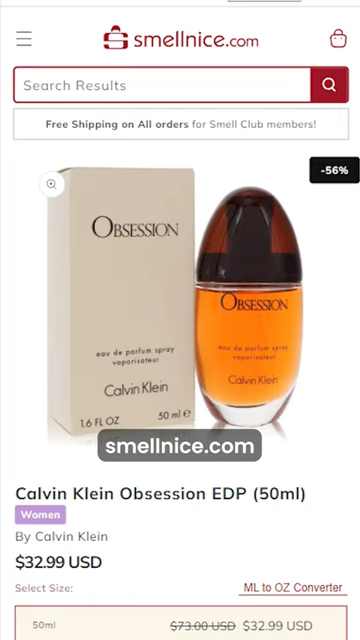 smellnice.com
Search Results
Free Shipping on All orders for Smell Club members!
-56%
OBSESSION
eau de parfum spray
vaporisateur
Calvin Klein
1.6 FL OZ 50 ml e
OBSESSION
eau de parfum spray
vaporisateur
Calvin Klein
smellnice.com
Calvin Klein Obsession EDP (50ml)
Women
By Calvin Klein
$32.99 USD
Select Size:
ML to OZ Converter
50ml $73.00 USD $32.99 USD